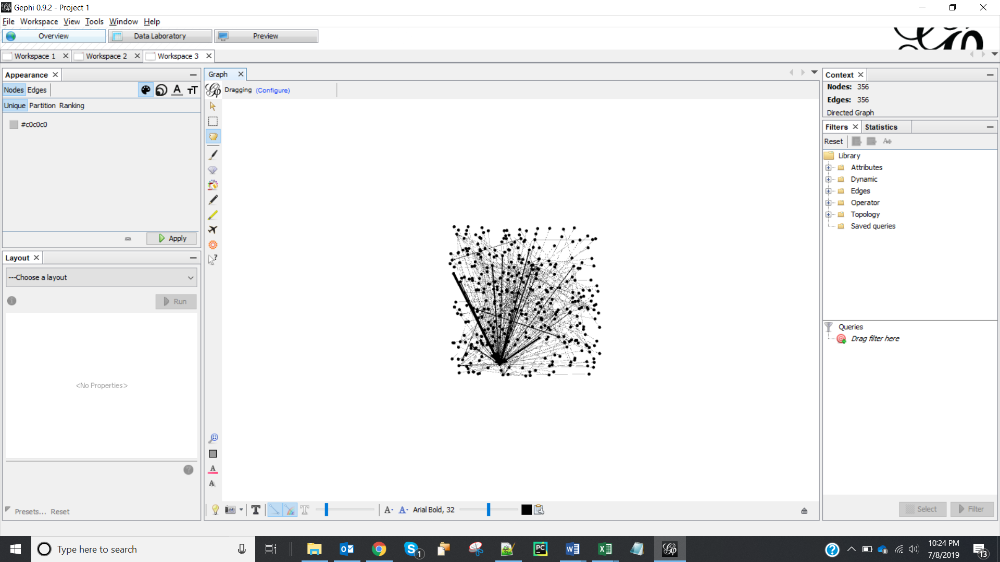 Gephi 0.9.2 - Project 1
File Workspace View Tools Window Help
Overview Data Laboratory Preview
Workspace 1 Workspace 2 Workspace 3
Appearance
Nodes Edges
Unique Partition Ranking
#c0c0c0
Apply
Layout
---Choose a layout
Run
<No Properties>
Presets... Reset
Graph
Dragging (Configure)
Arial Bold, 32
Context
Nodes: 356
Edges: 356
Directed Graph
Filters Statistics
Reset
Library
Attributes
Dynamic
Edges
Operator
Topology
Saved queries
Queries
Drag filter here
Select Filter
Type here to search
1
10:24 PM
7/8/2019
13